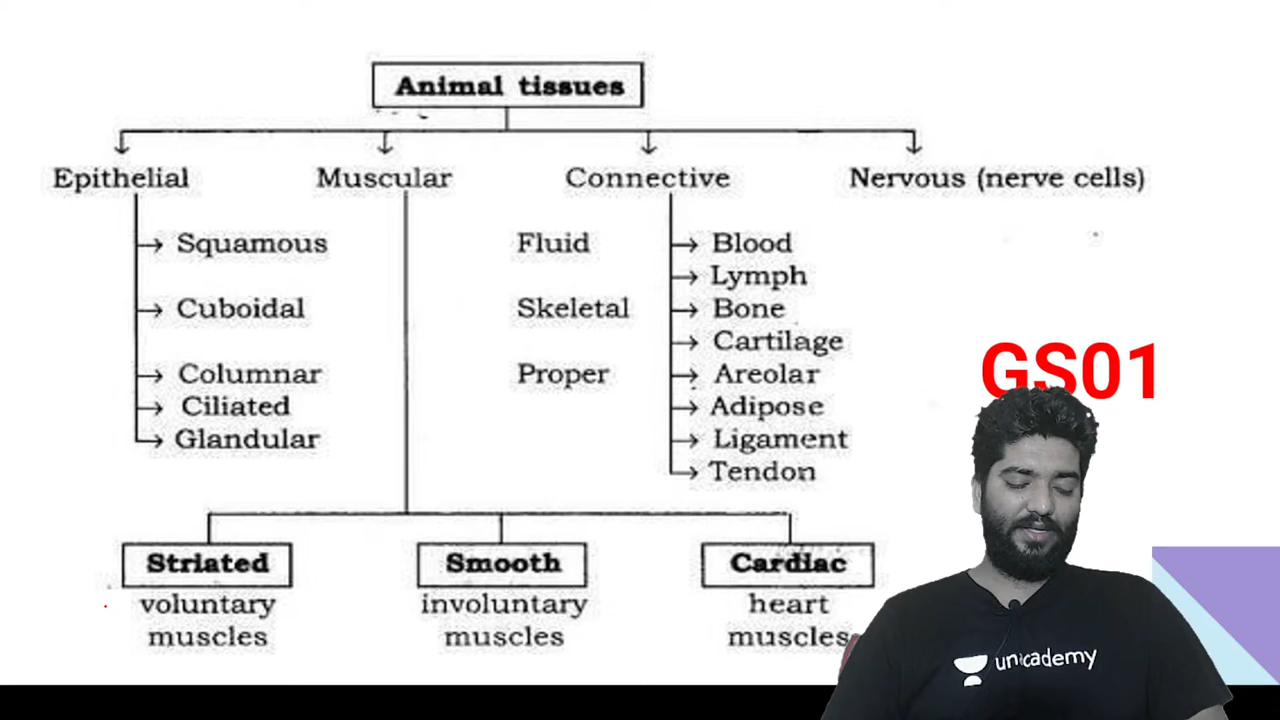 Animal tissues
Epithelial Muscular Connective Nervous (nerve cells)
Squamous Fluid Blood
Lymph
Cuboidal Skeletal Bone
Cartilage
Columnar Proper Areolar
Ciliated Adipose
Glandular Ligament
Tendon
GS01
Striated Smooth Cardiac
voluntary involuntary heart
muscles muscles muscles
unacademy